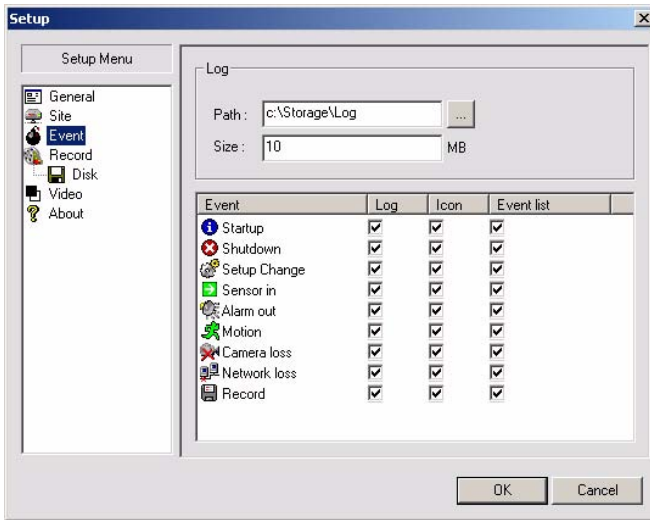 Setup
Setup Menu
General
Site
Event
Record
Disk
Video
About
Log
Path : c:\Storage\Log ...
Size : 10 MB
Event Log Icon Event list
Startup
Shutdown
Setup Change
Sensor in
Alarm out
Motion
Camera loss
Network loss
Record
OK Cancel